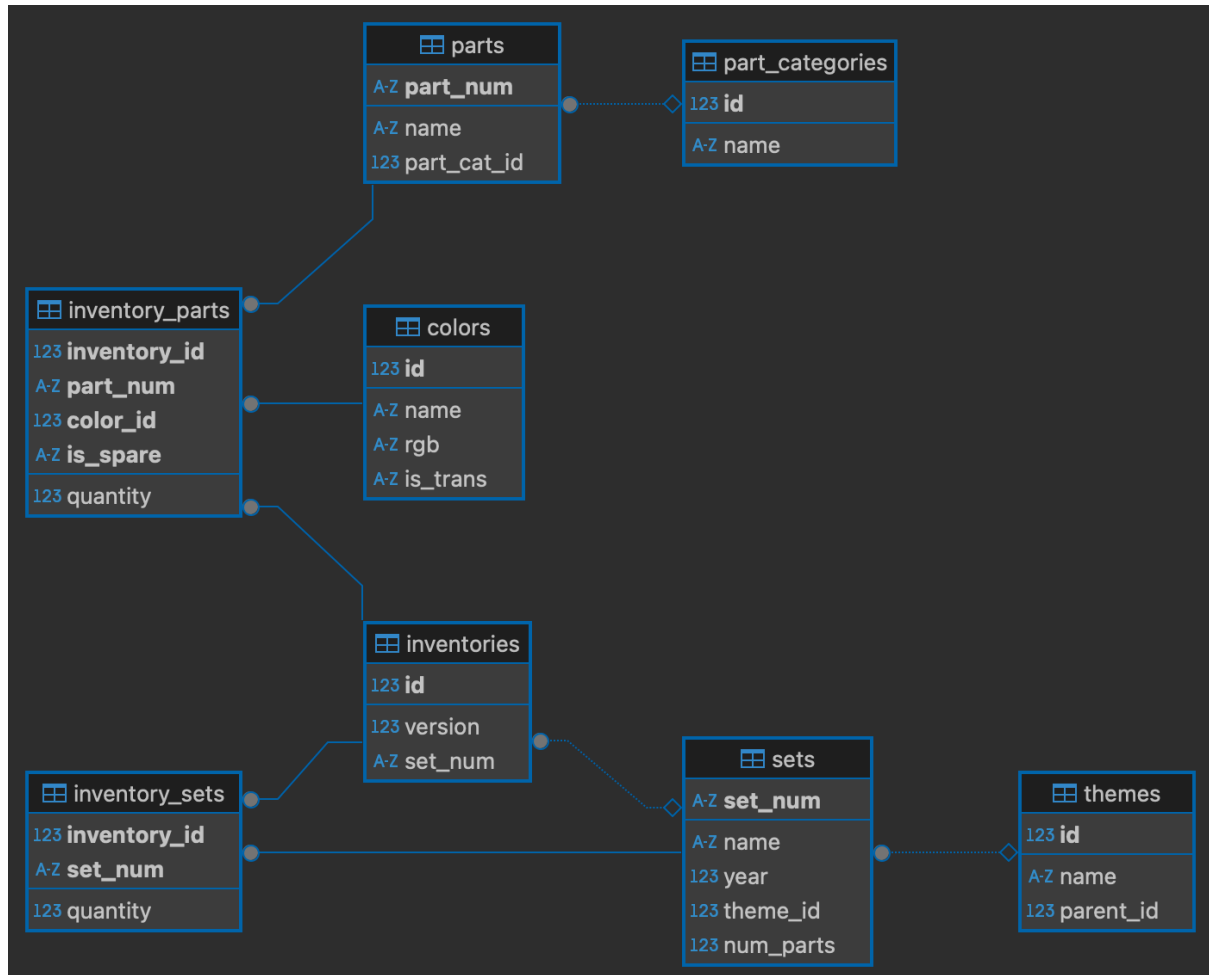 parts
A-Z part_num
A-Z name
123 part_cat_id
part_categories
123 id
A-Z name
inventory_parts
123 inventory_id
A-Z part_num
123 color_id
A-Z is_spare
123 quantity
colors
123 id
A-Z name
A-Z rgb
A-Z is_trans
inventories
123 id
123 version
A-Z set_num
inventory_sets
123 inventory_id
A-Z set_num
123 quantity
sets
A-Z set_num
A-Z name
123 year
123 theme_id
123 num_parts
themes
123 id
A-Z name
123 parent_id